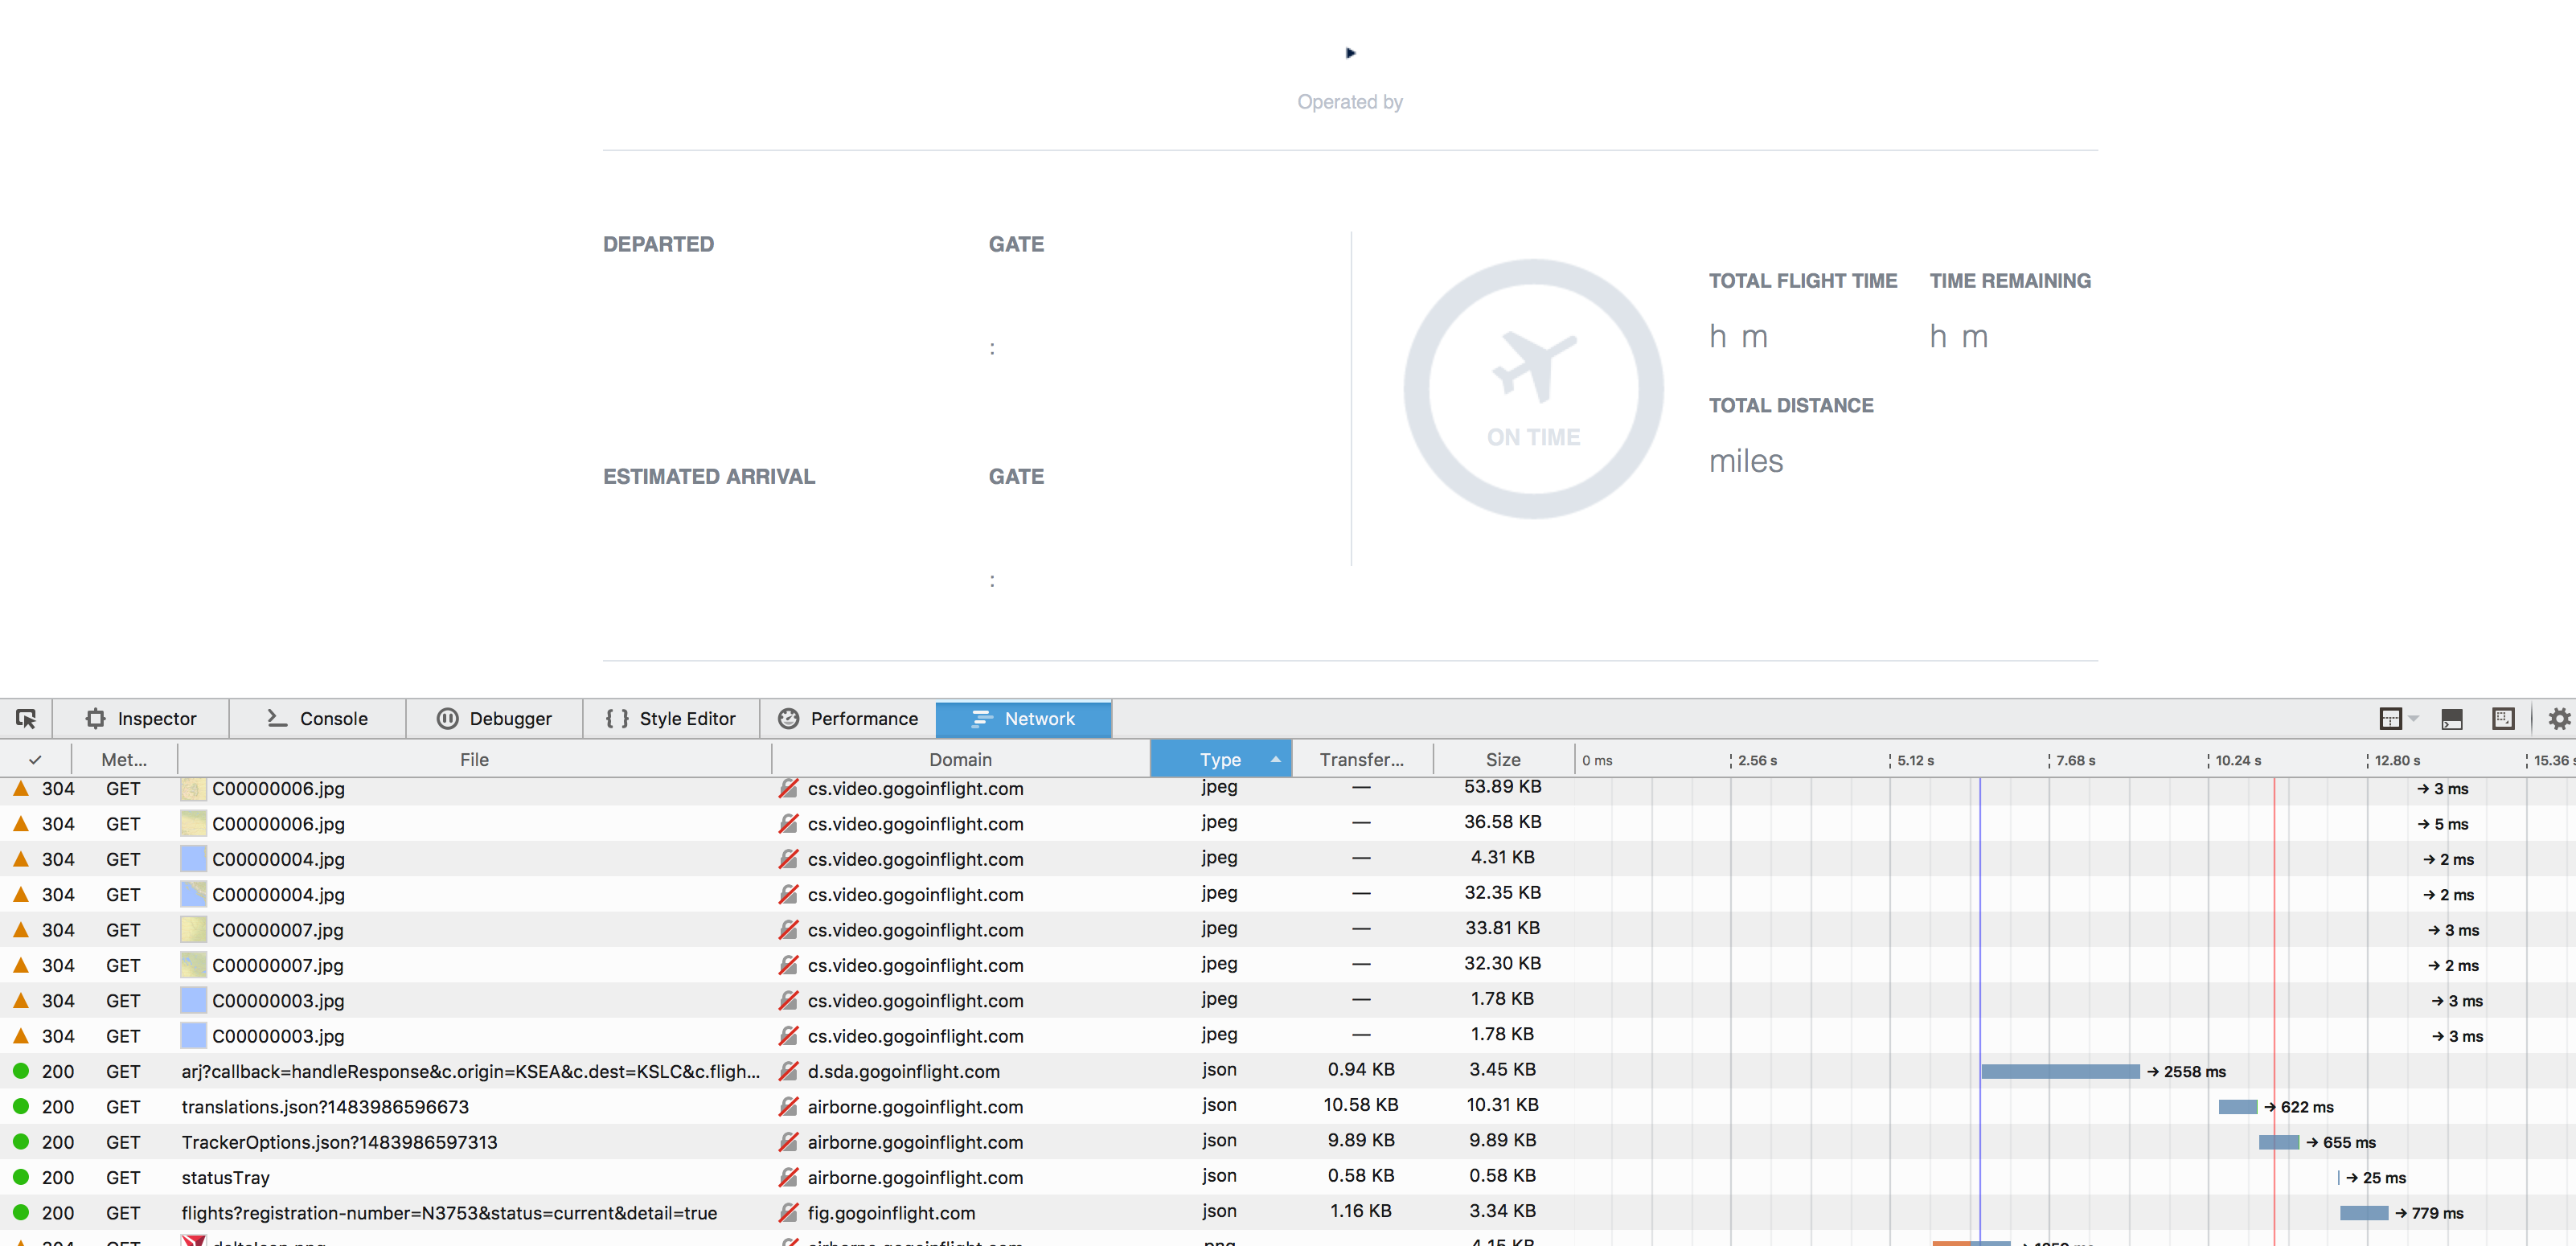 Operated by
DEPARTED GATE
:
TOTAL FLIGHT TIME TIME REMAINING
h m h m
TOTAL DISTANCE
miles
ON TIME
ESTIMATED ARRIVAL GATE
:
Inspector Console Debugger Style Editor Performance Network
Met... File Domain Type Transfer... Size 0 ms 2.56 s 5.12 s 7.68 s 10.24 s 12.80 s 15.36 s
304 GET C00000006.jpg cs.video.gogoinflight.com jpeg — 53.89 KB → 3 ms
304 GET C00000006.jpg cs.video.gogoinflight.com jpeg — 36.58 KB → 5 ms
304 GET C00000004.jpg cs.video.gogoinflight.com jpeg — 4.31 KB → 2 ms
304 GET C00000004.jpg cs.video.gogoinflight.com jpeg — 32.35 KB → 2 ms
304 GET C00000007.jpg cs.video.gogoinflight.com jpeg — 33.81 KB → 3 ms
304 GET C00000007.jpg cs.video.gogoinflight.com jpeg — 32.30 KB → 2 ms
304 GET C00000003.jpg cs.video.gogoinflight.com jpeg — 1.78 KB → 3 ms
304 GET C00000003.jpg cs.video.gogoinflight.com jpeg — 1.78 KB → 3 ms
200 GET arj?callback=handleResponse&c.origin=KSEA&c.dest=KSLC&c.fligh... d.sda.gogoinflight.com json 0.94 KB 3.45 KB → 2558 ms
200 GET translations.json?1483986596673 airborne.gogoinflight.com json 10.58 KB 10.31 KB → 622 ms
200 GET TrackerOptions.json?1483986597313 airborne.gogoinflight.com json 9.89 KB 9.89 KB → 655 ms
200 GET statusTray airborne.gogoinflight.com json 0.58 KB 0.58 KB → 25 ms
200 GET flights?registration-number=N3753&status=current&detail=true fig.gogoinflight.com json 1.16 KB 3.34 KB → 779 ms
304 GET airborne.gogoinflight.com png 4.15 KB